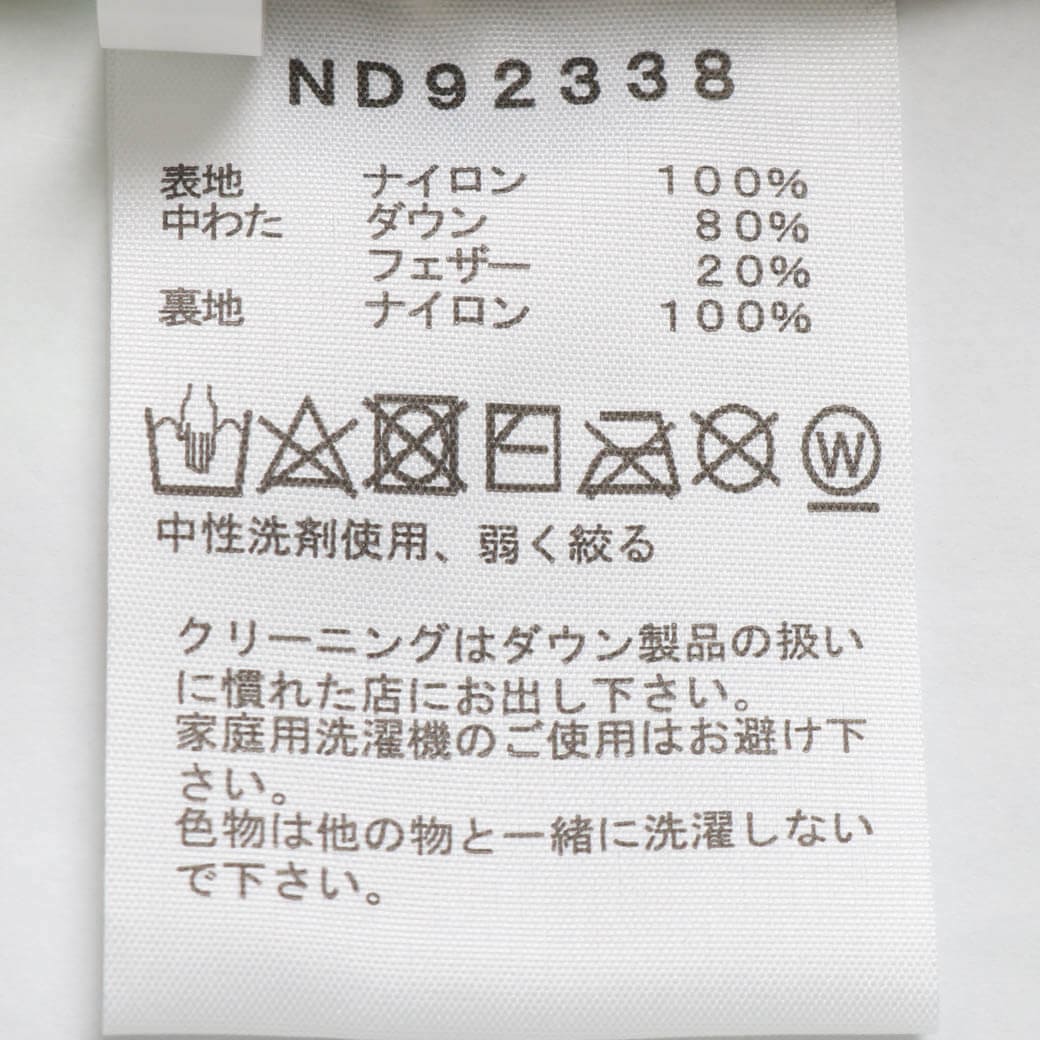 ND92338
表地 ナイロン 100%
中わた ダウン 80%
フェザー 20%
裏地 ナイロン 100%
W
中性洗剤使用、弱く絞る
クリーニングはダウン製品の扱い
に慣れた店にお出し下さい。
家庭用洗濯機のご使用はお避け下
さい。
色物は他の物と一緒に洗濯しない
で下さい。